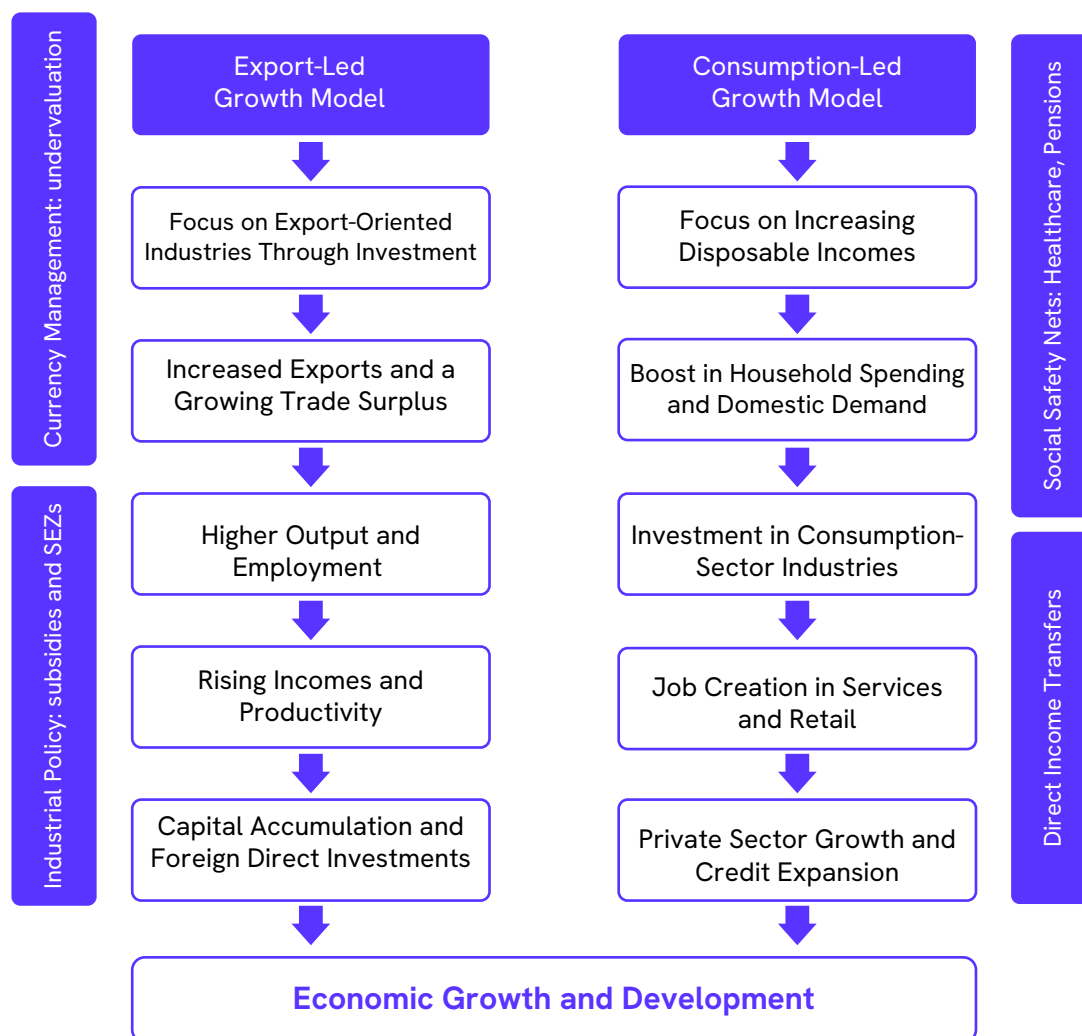 Currency Management: undervaluation
Industrial Policy: subsidies and SEZs
Export-Led
Growth Model
Focus on Export-Oriented
Industries Through Investment
Increased Exports and a
Growing Trade Surplus
Higher Output and
Employment
Rising Incomes and
Productivity
Capital Accumulation and
Foreign Direct Investments
Consumption-Led
Growth Model
Focus on Increasing
Disposable Incomes
Boost in Household Spending
and Domestic Demand
Investment in Consumption-
Sector Industries
Job Creation in Services
and Retail
Private Sector Growth and
Credit Expansion
Social Safety Nets: Healthcare, Pensions
Direct Income Transfers
Economic Growth and Development